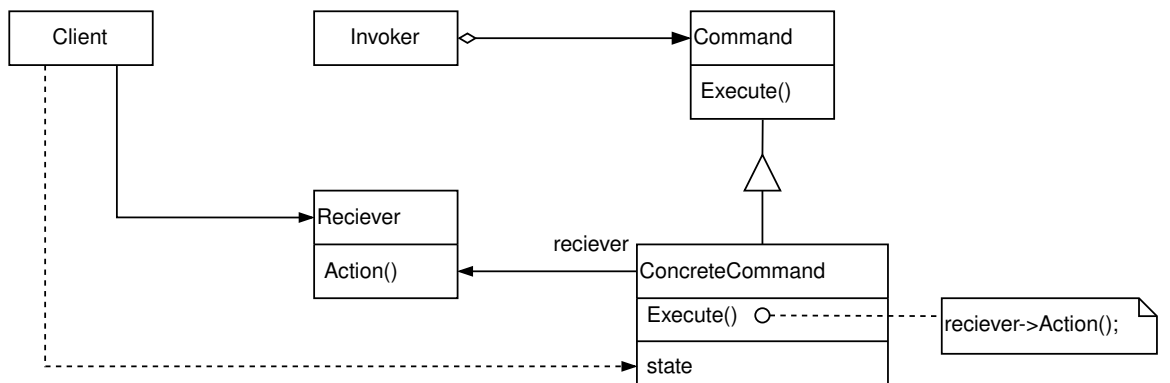 Client
Invoker
Command
Execute()
Reciever
Action()
reciever
ConcreteCommand
Execute()
reciever->Action();
state